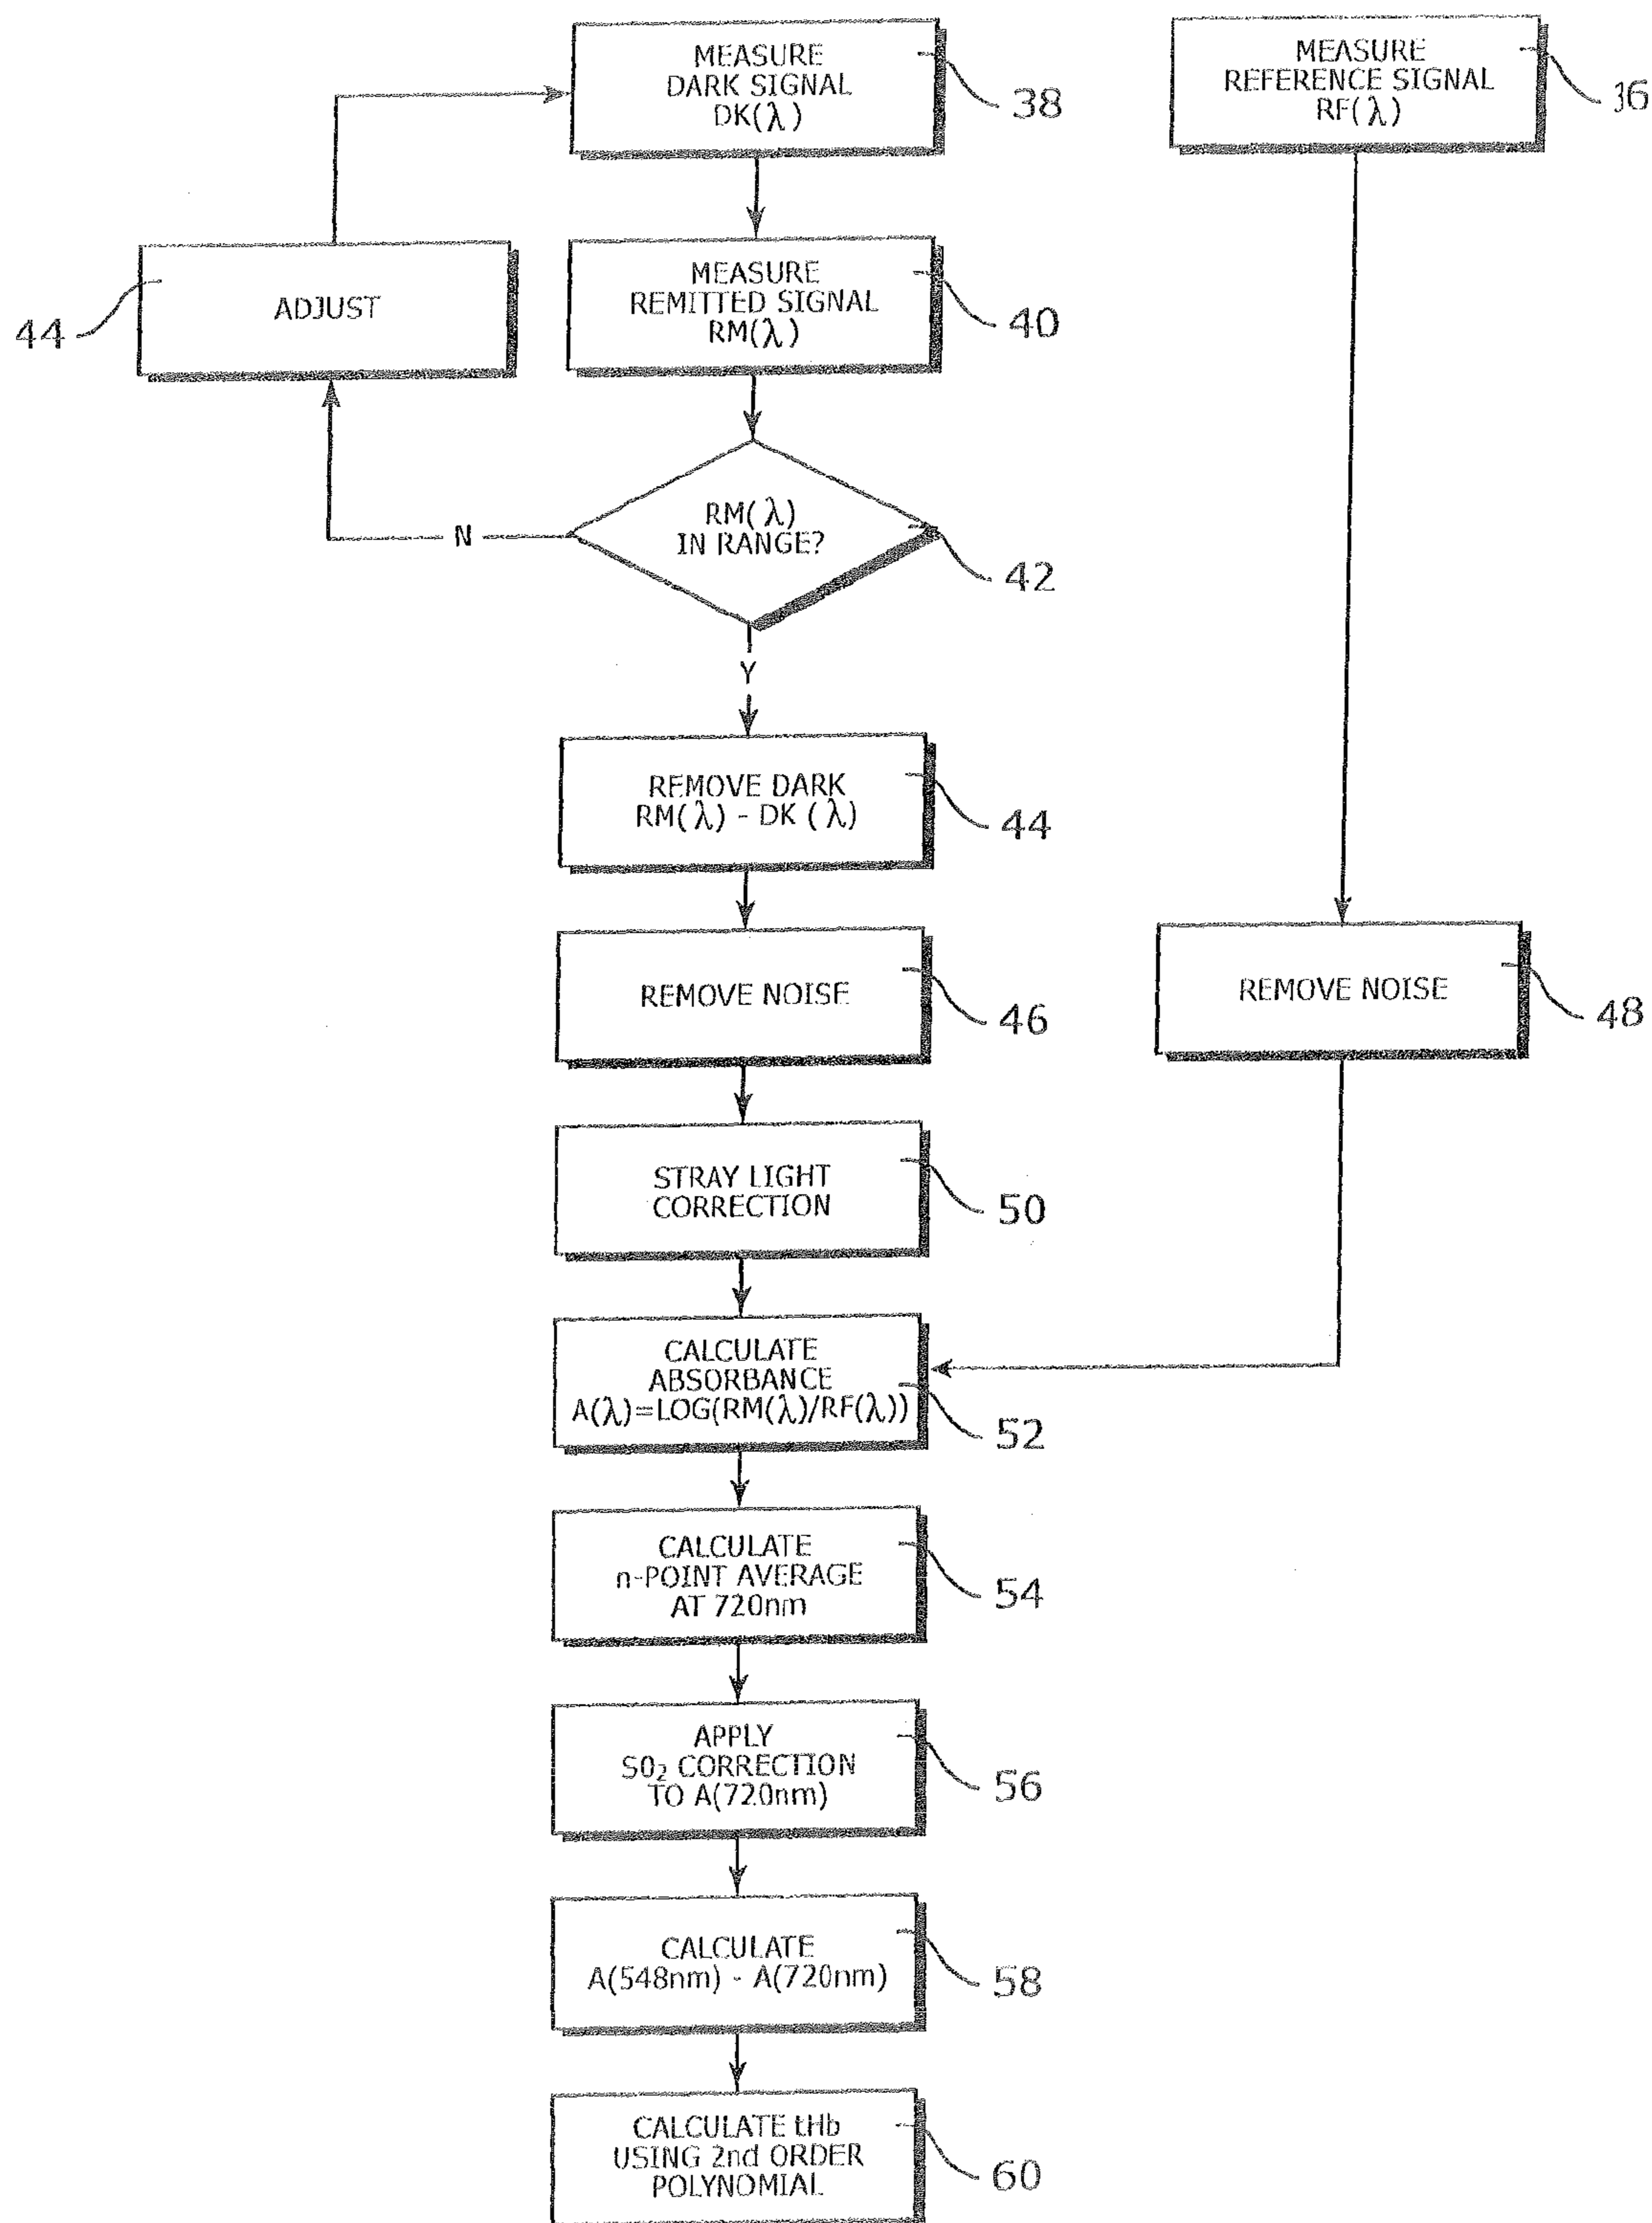 MEASURE
DARK SIGNAL
DK(λ)
38
MEASURE
REFERENCE SIGNAL
RF(λ)
36
ADJUST
44
MEASURE
REMITTED SIGNAL
RM(λ)
40
RM(λ)
IN RANGE?
42
N
Y
REMOVE DARK
RM(λ) - DK (λ)
44
REMOVE NOISE
46
REMOVE NOISE
48
STRAY LIGHT
CORRECTION
50
CALCULATE
ABSORBANCE
A(λ)=LOG(RM(λ)/RF(λ))
52
CALCULATE
n-POINT AVERAGE
AT 720nm
54
APPLY
SO₂ CORRECTION
TO A(720nm)
56
CALCULATE
A(548nm) - A(720nm)
58
CALCULATE tHb
USING 2nd ORDER
POLYNOMIAL
60